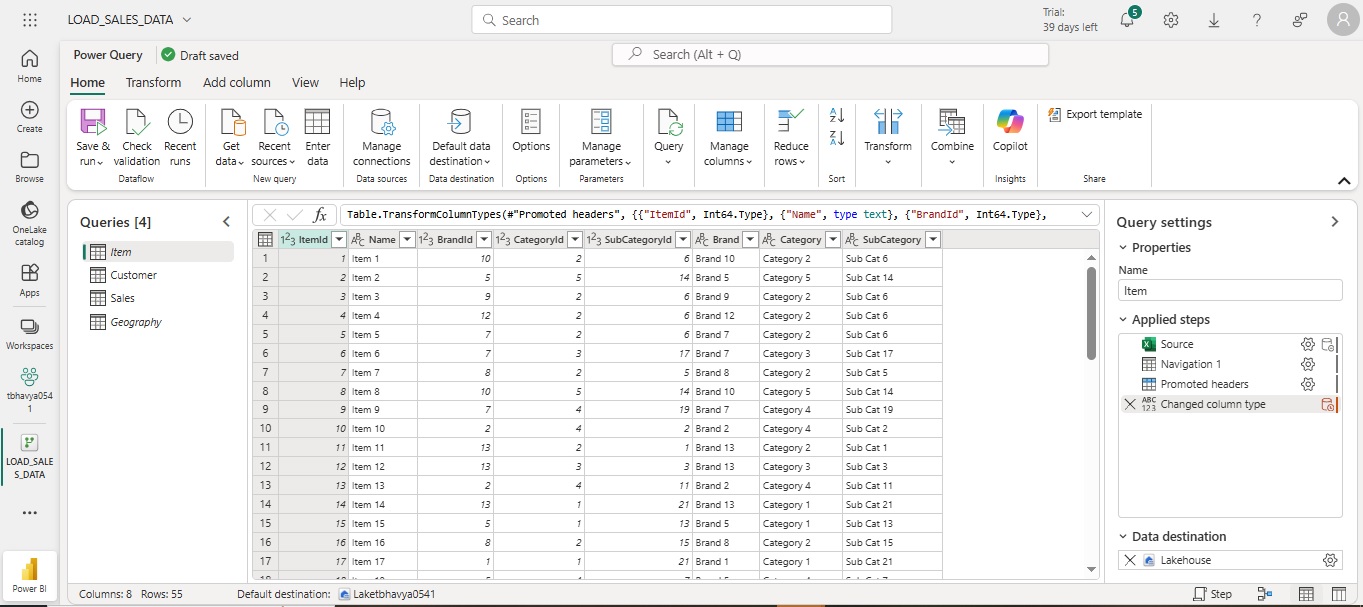 LOAD_SALES_DATA
Search
Trial:
39 days left
5
Power Query
Draft saved
Search (Alt + Q)
Home Transform Add column View Help
Save & run
Check validation
Recent runs
Dataflow
Get data
Recent sources
Enter data
New query
Manage connections
Data sources
Default data destination
Data destination
Options
Options
Manage parameters
Parameters
Query
Manage columns
Reduce rows
Sort
Transform
Combine
Copilot
Insights
Export template
Share
Home
Create
Browse
OneLake
catalog
Apps
Workspaces
tbhavya054
1
LOAD_SALE
S_DATA
Power BI
Queries [4]
Item
Customer
Sales
Geography
fx Table.TransformColumnTypes(#"Promoted headers", {{"ItemId", Int64.Type}, {"Name", type text}, {"BrandId", Int64.Type},
ItemId Name BrandId CategoryId SubCategoryId Brand Category SubCategory
1 1 Item 1 10 2 6 Brand 10 Category 2 Sub Cat 6
2 2 Item 2 5 5 14 Brand 5 Category 5 Sub Cat 14
3 3 Item 3 9 2 6 Brand 9 Category 2 Sub Cat 6
4 4 Item 4 12 2 6 Brand 12 Category 2 Sub Cat 6
5 5 Item 5 7 2 6 Brand 7 Category 2 Sub Cat 6
6 6 Item 6 7 3 17 Brand 7 Category 3 Sub Cat 17
7 7 Item 7 8 2 5 Brand 8 Category 2 Sub Cat 5
8 8 Item 8 10 5 14 Brand 10 Category 5 Sub Cat 14
9 9 Item 9 7 4 19 Brand 7 Category 4 Sub Cat 19
10 10 Item 10 2 4 2 Brand 2 Category 4 Sub Cat 2
11 11 Item 11 13 2 1 Brand 13 Category 2 Sub Cat 1
12 12 Item 12 13 3 3 Brand 13 Category 3 Sub Cat 3
13 13 Item 13 2 4 11 Brand 2 Category 4 Sub Cat 11
14 14 Item 14 13 1 21 Brand 13 Category 1 Sub Cat 21
15 15 Item 15 5 1 13 Brand 5 Category 1 Sub Cat 13
16 16 Item 16 8 2 15 Brand 8 Category 2 Sub Cat 15
17 17 Item 17 1 1 21 Brand 1 Category 1 Sub Cat 21
Query settings
Properties
Name
Item
Applied steps
Source
Navigation 1
Promoted headers
Changed column type
Data destination
Lakehouse
Columns: 8 Rows: 55
Default destination: Laketbhavya0541
Step